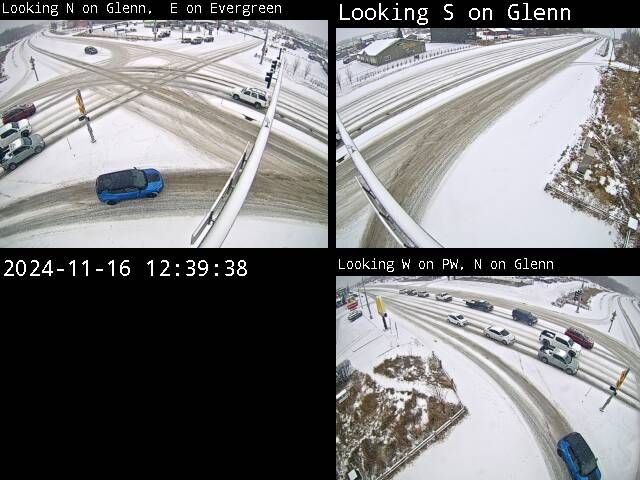 Looking N on Glenn,  E on Evergreen
Looking S on Glenn
2024-11-16 12:39:38
Looking W on PW, N on Glenn